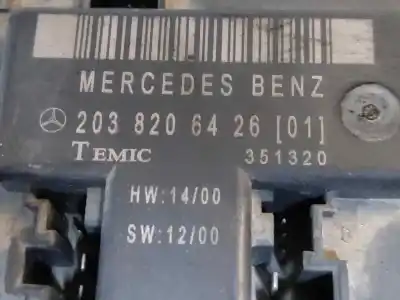 MERCEDES BENZ
203 820 64 26 [01]
TEMIC 351320
HW:14/00
SW:12/00